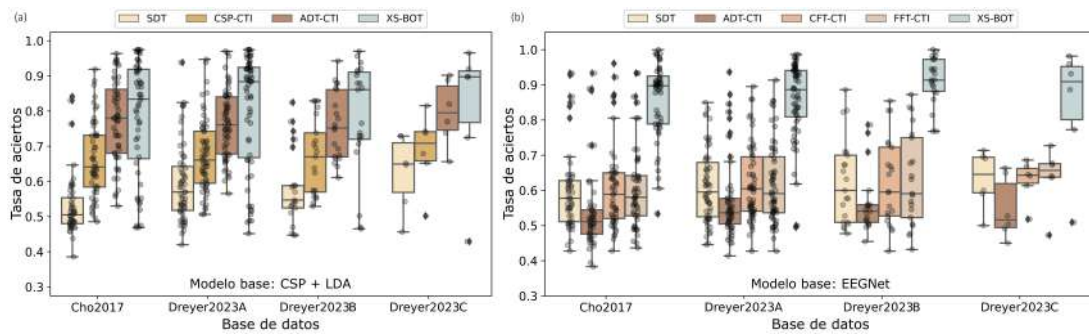 (a)
SDT CSP-CTI ADT-CTI XS-BOT
Tasa de aciertos
1.0
0.9
0.8
0.7
0.6
0.5
0.4
0.3
Modelo base: CSP + LDA
Cho2017 Dreyer2023A Dreyer2023B Dreyer2023C
Base de datos
(b)
SDT ADT-CTI CFT-CTI FFT-CTI XS-BOT
Tasa de aciertos
1.0
0.9
0.8
0.7
0.6
0.5
0.4
0.3
Modelo base: EEGNet
Cho2017 Dreyer2023A Dreyer2023B Dreyer2023C
Base de datos